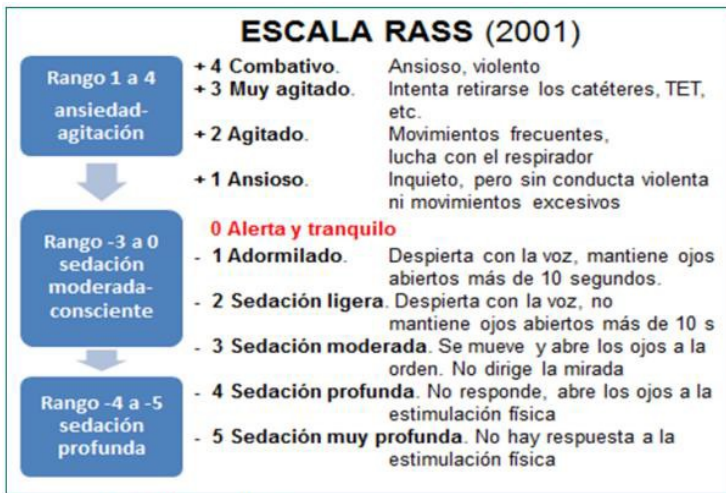 ESCALA RASS (2001)
Rango 1 a 4
ansiedad-
agitación
+ 4 Combativo. Ansioso, violento
+ 3 Muy agitado. Intenta retirarse los catéteres, TET,
etc.
+ 2 Agitado. Movimientos frecuentes,
lucha con el respirador
+ 1 Ansioso. Inquieto, pero sin conducta violenta
ni movimientos excesivos
Rango -3 a 0
sedación
moderada-
consciente
0 Alerta y tranquilo
- 1 Adormilado. Despierta con la voz, mantiene ojos
abiertos más de 10 segundos.
- 2 Sedación ligera. Despierta con la voz, no
mantiene ojos abiertos más de 10 s
- 3 Sedación moderada. Se mueve y abre los ojos a la
orden. No dirige la mirada
Rango -4 a -5
sedación
profunda
- 4 Sedación profunda. No responde, abre los ojos a la
estimulación física
- 5 Sedación muy profunda. No hay respuesta a la
estimulación física